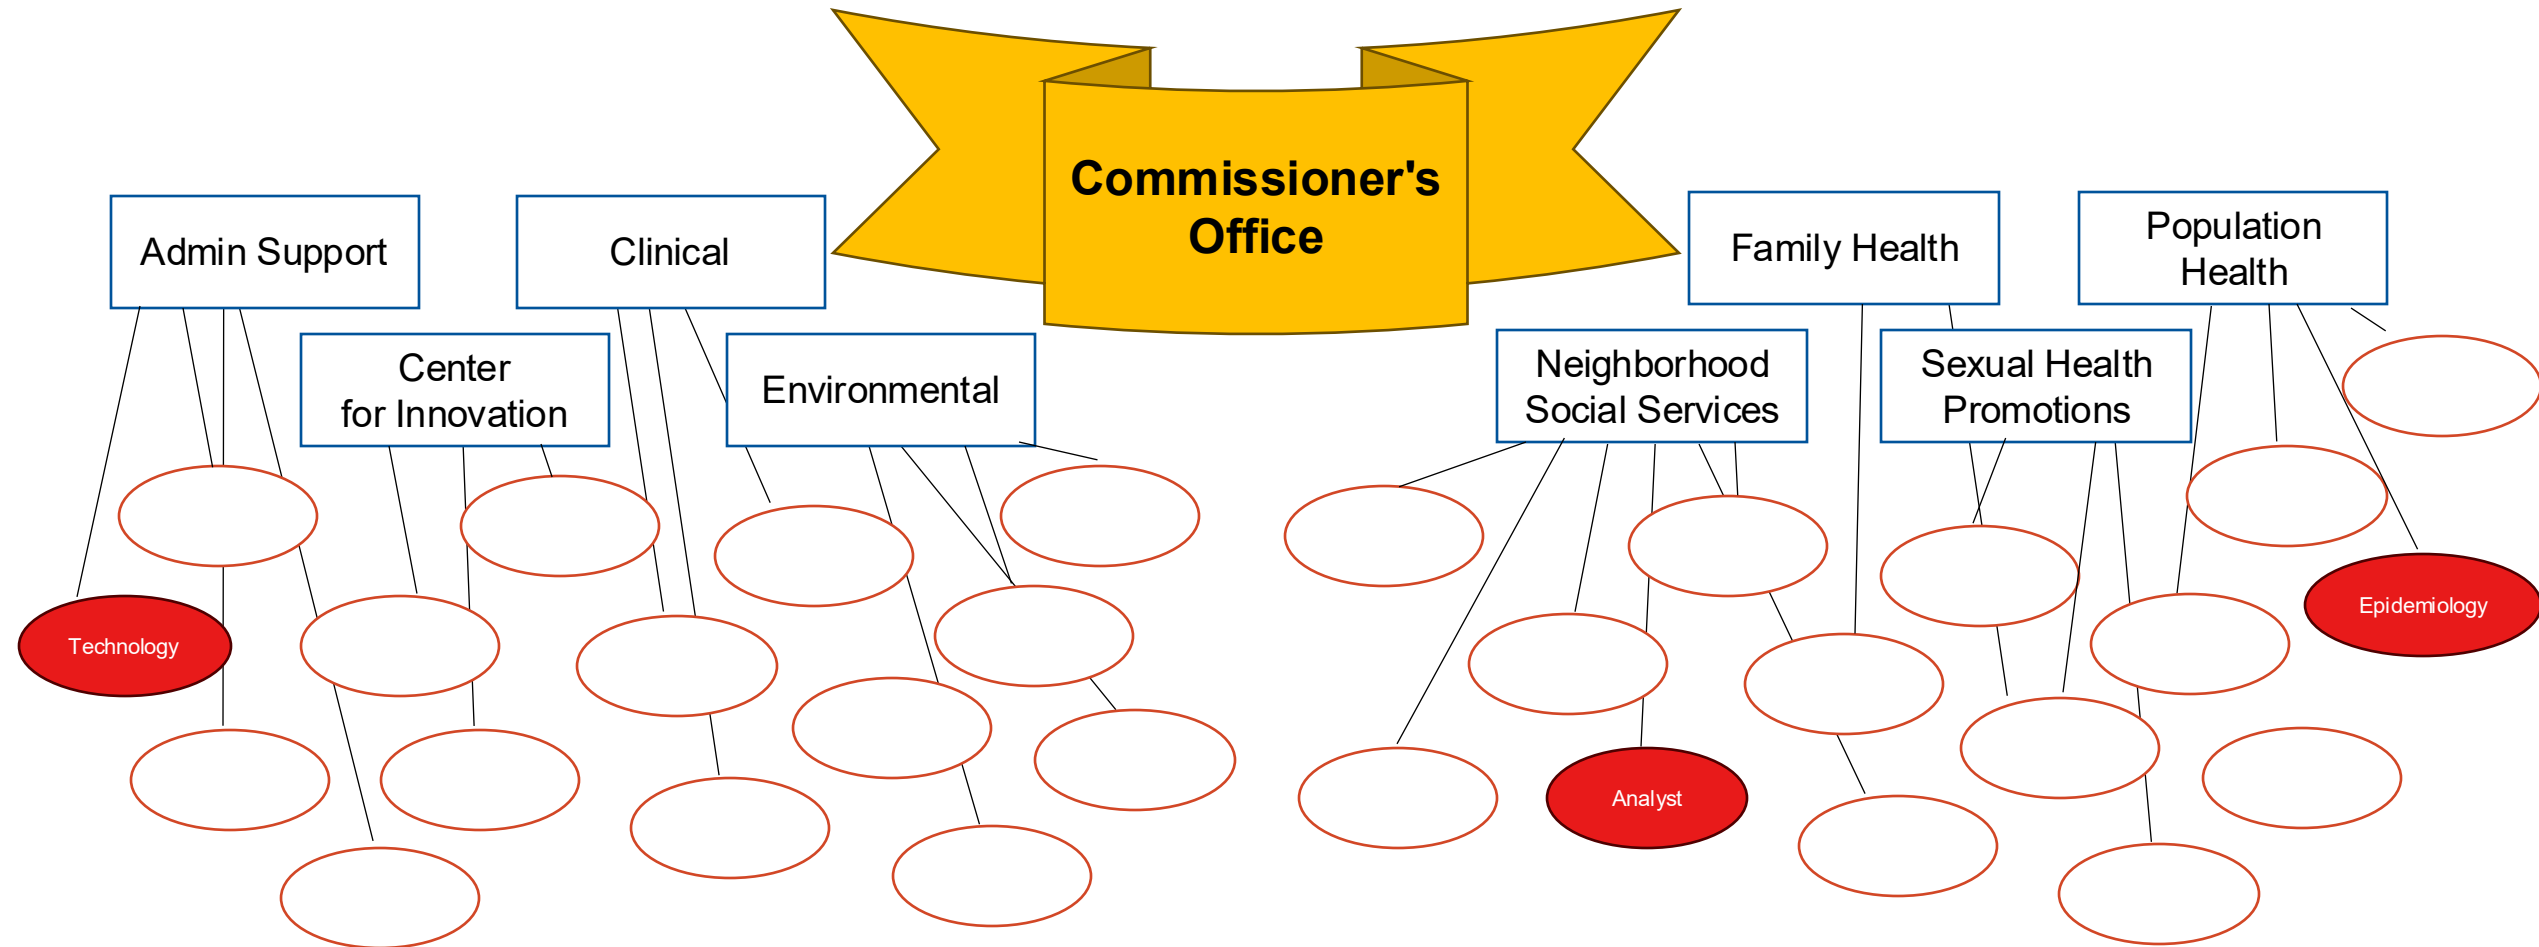 Commissioner's
Office
Admin Support
Clinical
Family Health
Population
Health
Center
for Innovation
Environmental
Neighborhood
Social Services
Sexual Health
Promotions
Technology
Epidemiology
Analyst